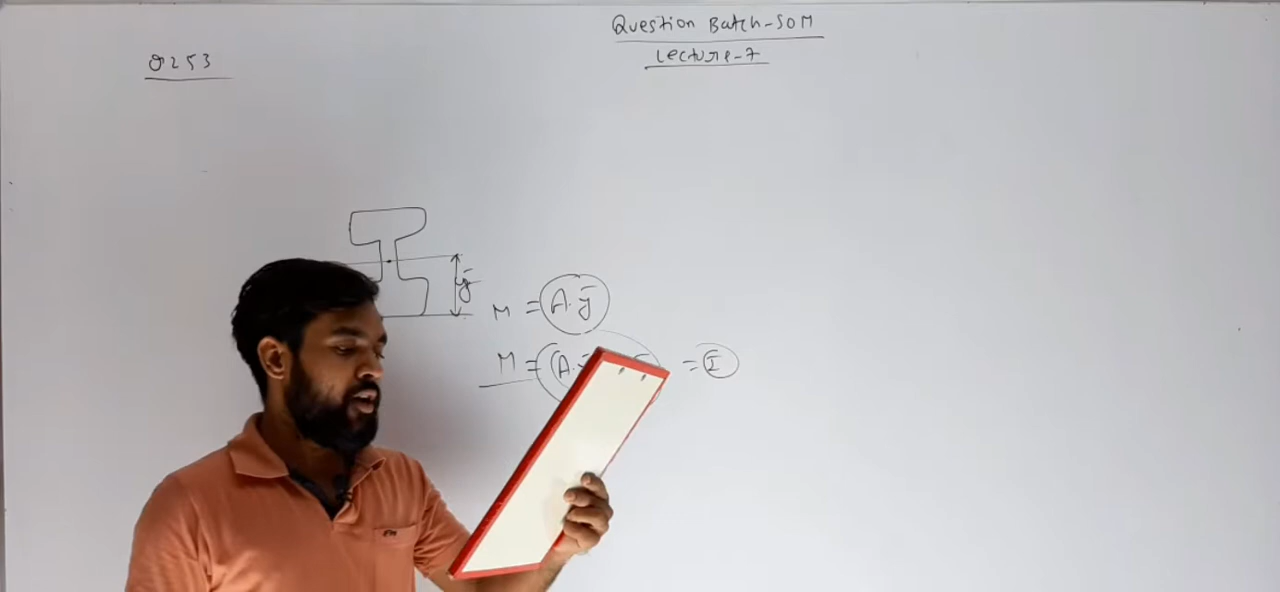 Question Batch-SOM
Lecture-7
Q253
ȳ
M = A.ȳ
M = (A. = I